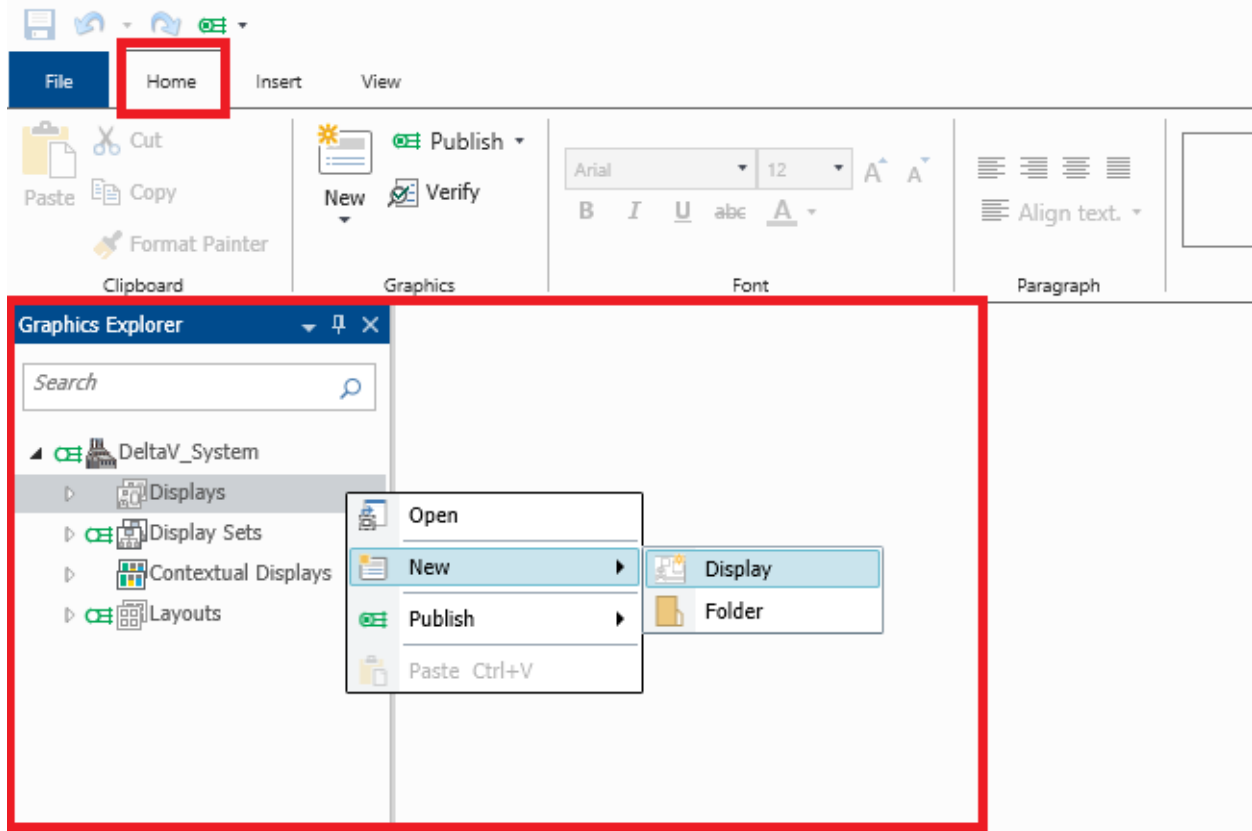 File Home Insert View
Paste
Cut
Copy
Format Painter
Clipboard
New
Publish
Verify
Graphics
Arial 12 A A
B I U abc A
Font
Align text.
Paragraph
Graphics Explorer
Search
DeltaV_System
Displays
Display Sets
Contextual Displays
Layouts
Open
New
Publish
Paste Ctrl+V
Display
Folder